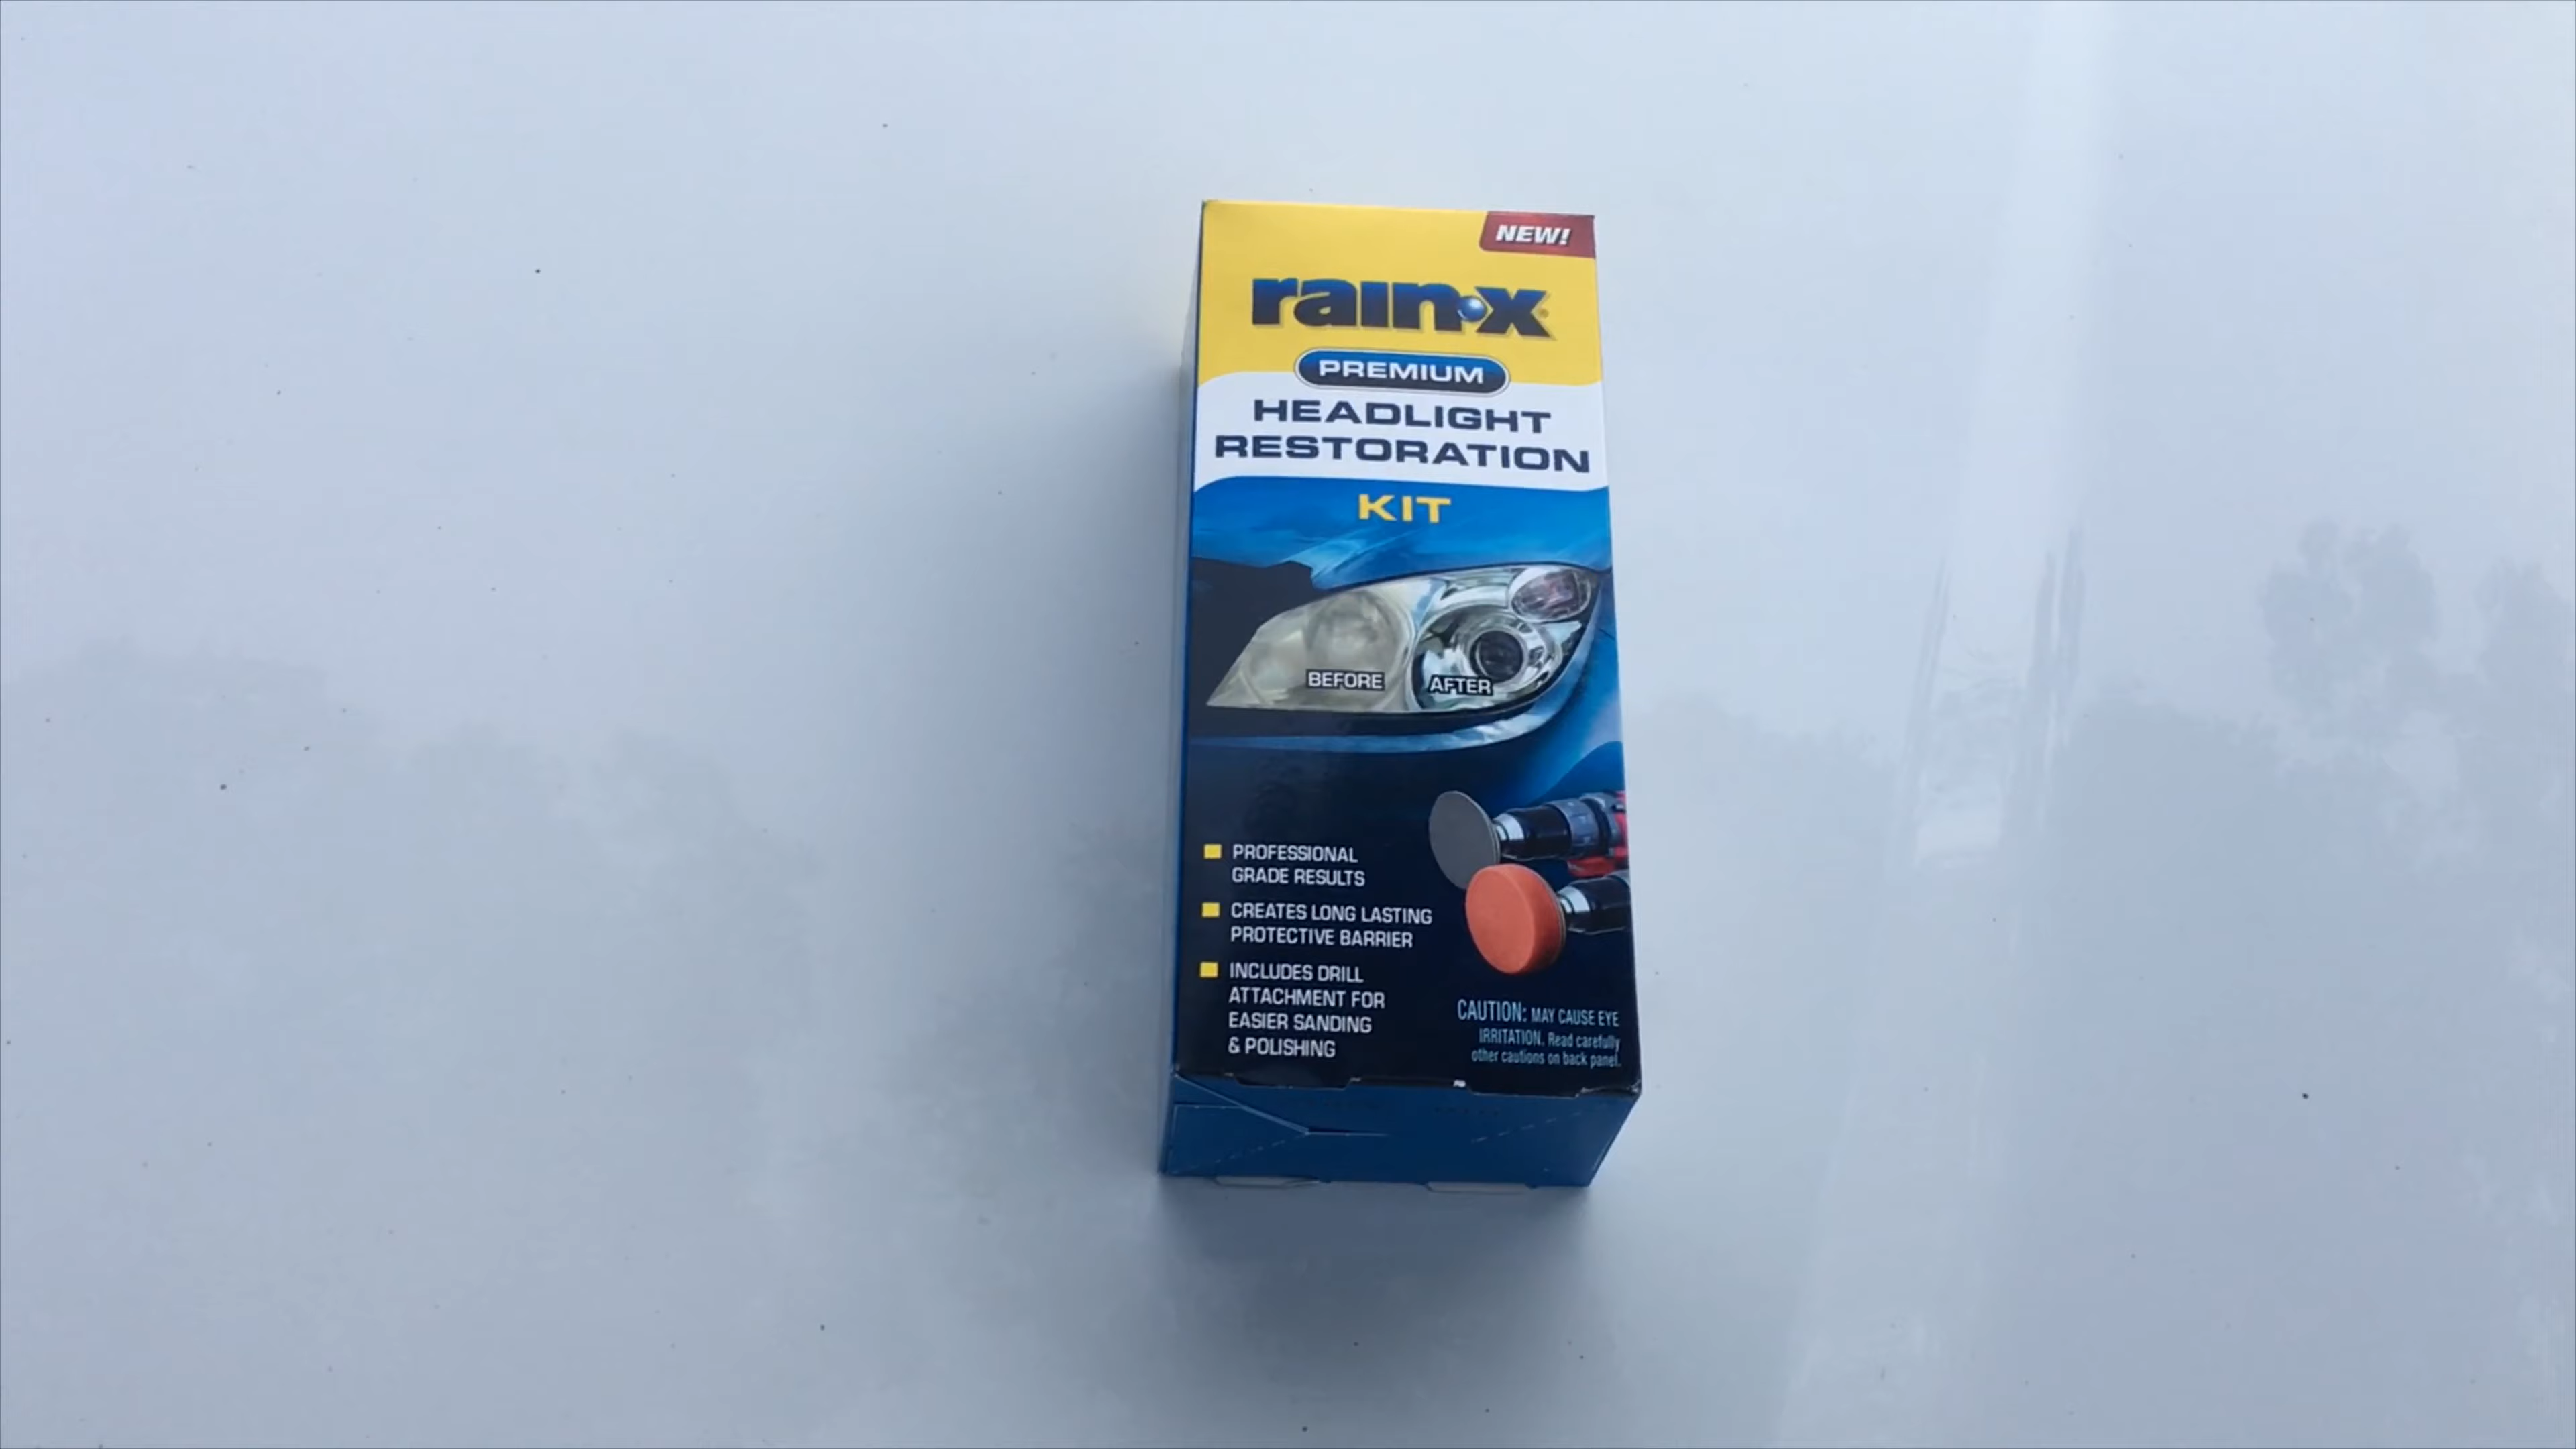 NEW!
rain-x
PREMIUM
HEADLIGHT
RESTORATION
KIT
BEFORE AFTER
PROFESSIONAL
GRADE RESULTS
CREATES LONG LASTING
PROTECTIVE BARRIER
INCLUDES DRILL
ATTACHMENT FOR
EASIER SANDING
& POLISHING
CAUTION: MAY CAUSE EYE
IRRITATION. Read carefully
other cautions on back panel.